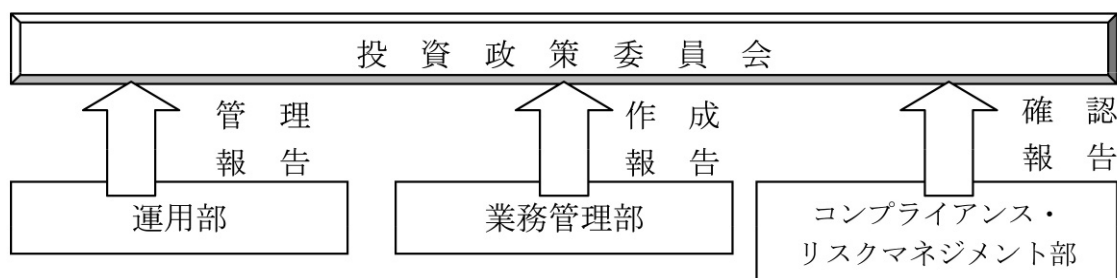 投資政策委員会
管理
報告
作成
報告
確認
報告
運用部
業務管理部
コンプライアンス・
リスクマネジメント部